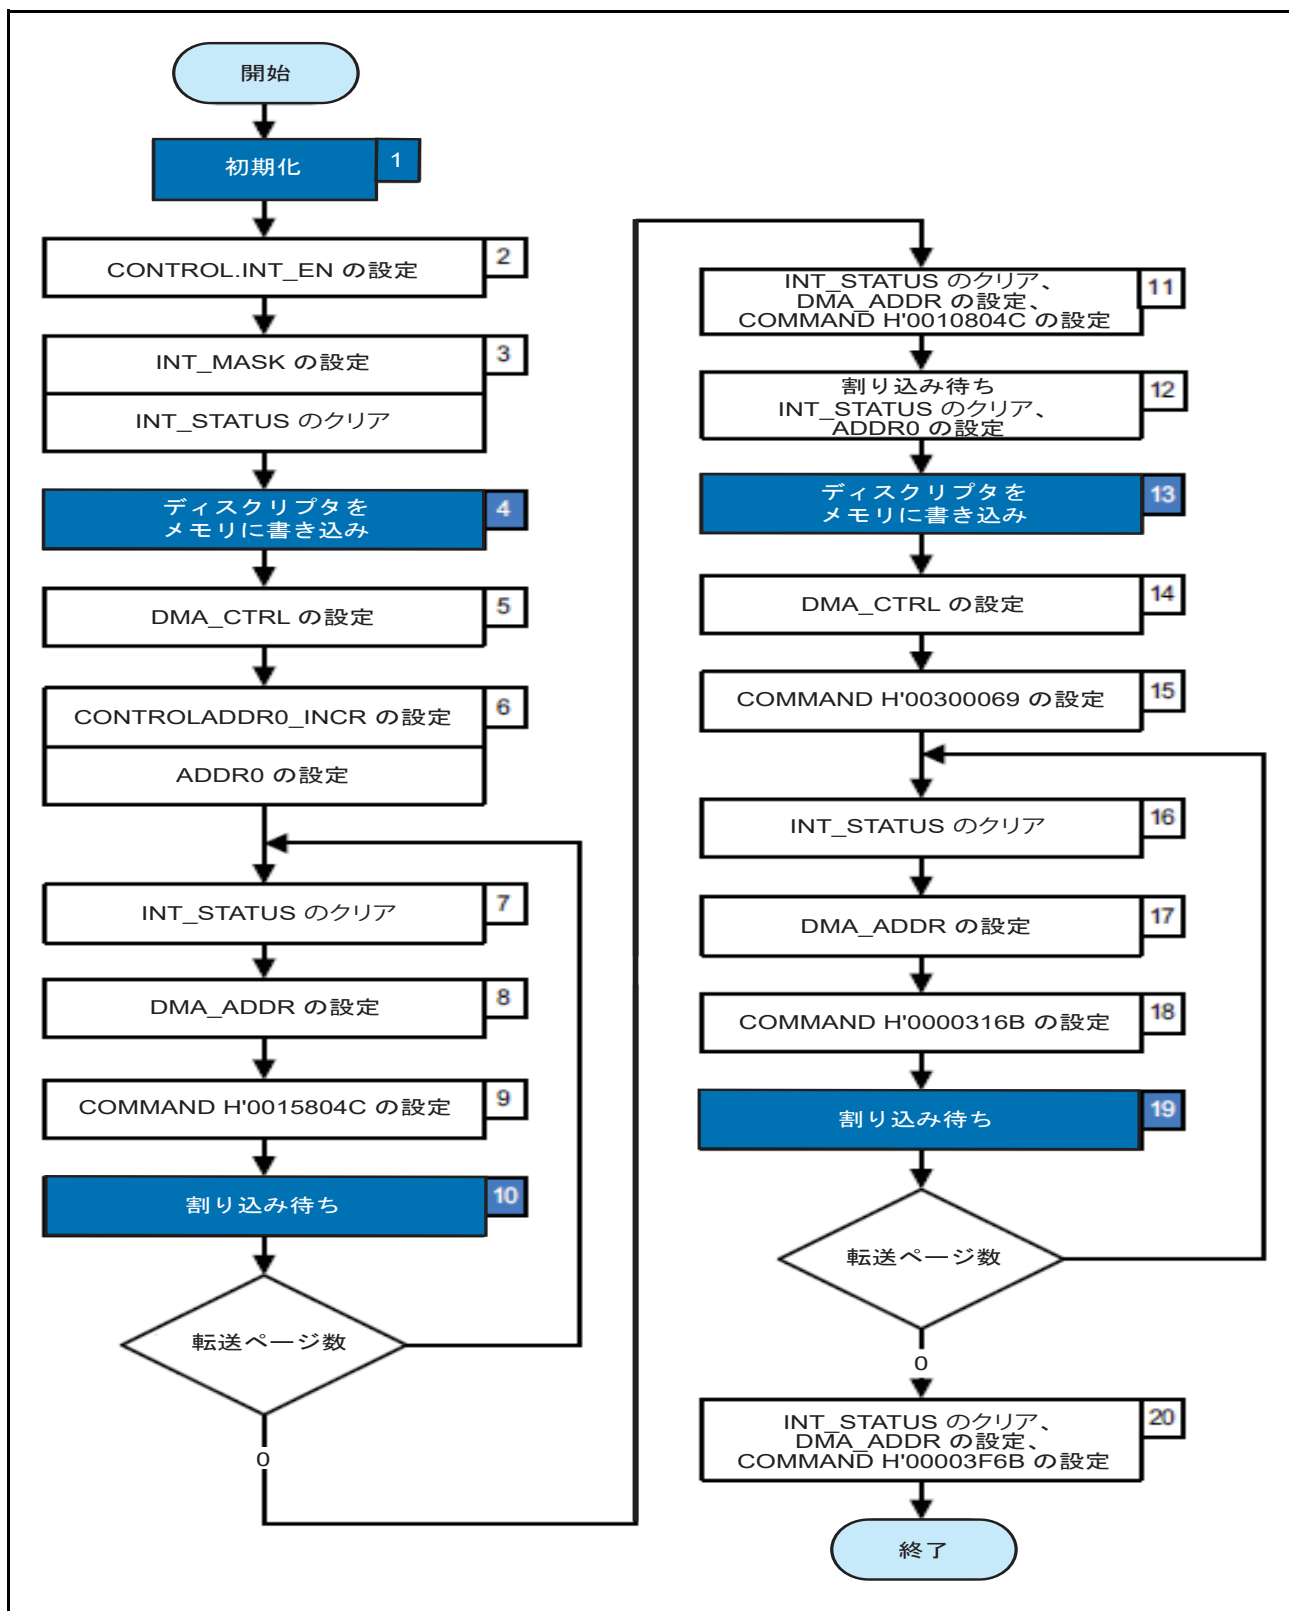 開始
初期化
1
CONTROL.INT_EN の設定
2
INT_MASK の設定
3
INT_STATUS のクリア
ディスクリプタを
メモリに書き込み
4
DMA_CTRL の設定
5
CONTROLADDR0_INCR の設定
6
ADDR0 の設定
INT_STATUS のクリア
7
DMA_ADDR の設定
8
COMMAND H'0015804C の設定
9
割り込み待ち
10
転送ページ数
0
INT_STATUS のクリア、
DMA_ADDR の設定、
COMMAND H'0010804C の設定
11
割り込み待ち
INT_STATUS のクリア、
ADDR0 の設定
12
ディスクリプタを
メモリに書き込み
13
DMA_CTRL の設定
14
COMMAND H'00300069 の設定
15
INT_STATUS のクリア
16
DMA_ADDR の設定
17
COMMAND H'0000316B の設定
18
割り込み待ち
19
転送ページ数
0
INT_STATUS のクリア、
DMA_ADDR の設定、
COMMAND H'00003F6B の設定
20
終了